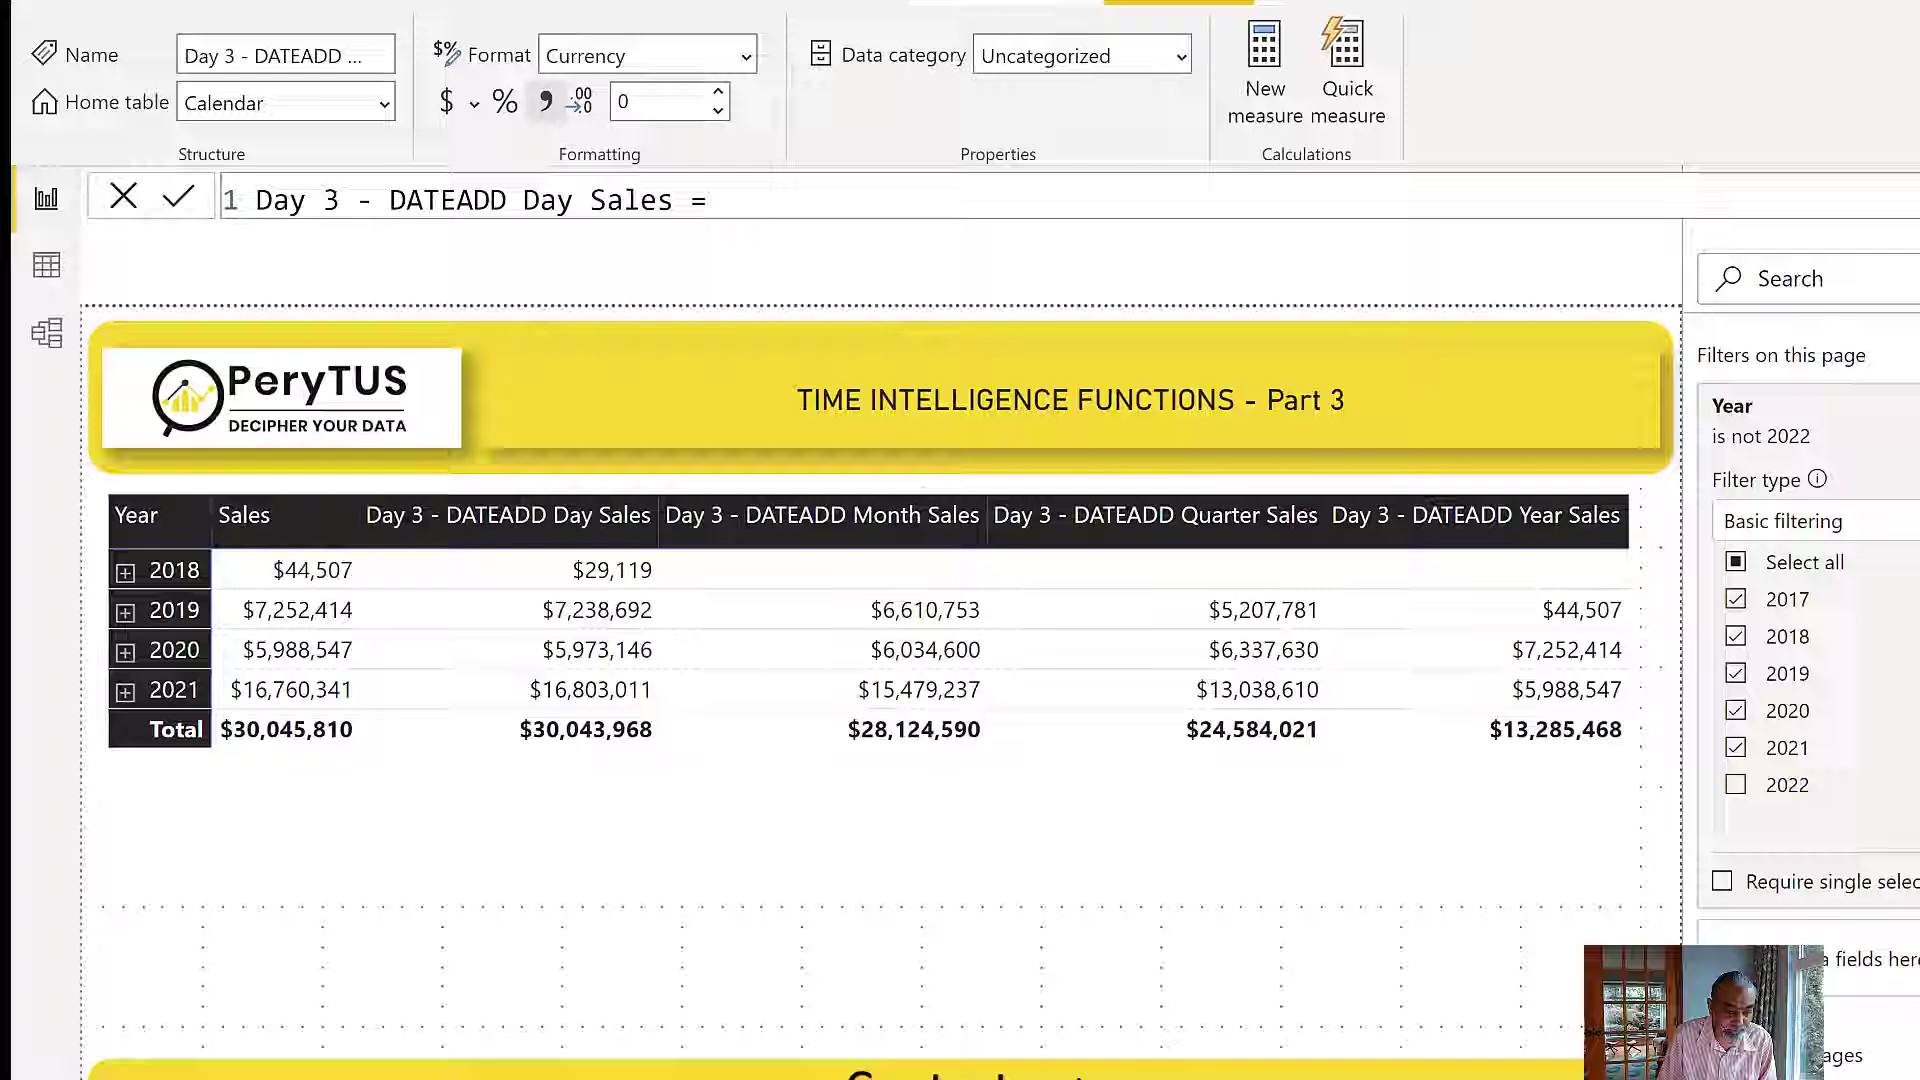 Name
Day 3 - DATEADD ...
Home table
Calendar
Structure
$%
Format
Currency
$ % , .00 .0
0
Formatting
Data category
Uncategorized
Properties
New measure
Quick measure
Calculations
1 Day 3 - DATEADD Day Sales =
PeryTUS
DECIPHER YOUR DATA
TIME INTELLIGENCE FUNCTIONS - Part 3
Year Sales Day 3 - DATEADD Day Sales Day 3 - DATEADD Month Sales Day 3 - DATEADD Quarter Sales Day 3 - DATEADD Year Sales
2018 $44,507 $29,119
2019 $7,252,414 $7,238,692 $6,610,753 $5,207,781 $44,507
2020 $5,988,547 $5,973,146 $6,034,600 $6,337,630 $7,252,414
2021 $16,760,341 $16,803,011 $15,479,237 $13,038,610 $5,988,547
Total $30,045,810 $30,043,968 $28,124,590 $24,584,021 $13,285,468
Search
Filters on this page
Year
is not 2022
Filter type
Basic filtering
Select all
2017
2018
2019
2020
2021
2022
Require single selec
a fields here
ages